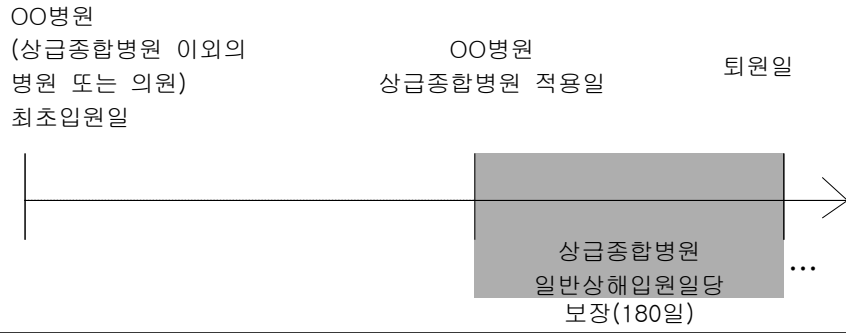 OO병원
(상급종합병원 이외의
병원 또는 의원)
최초입원일
OO병원
상급종합병원 적용일
퇴원일
상급종합병원
일반상해입원일당
보장(180일)
...